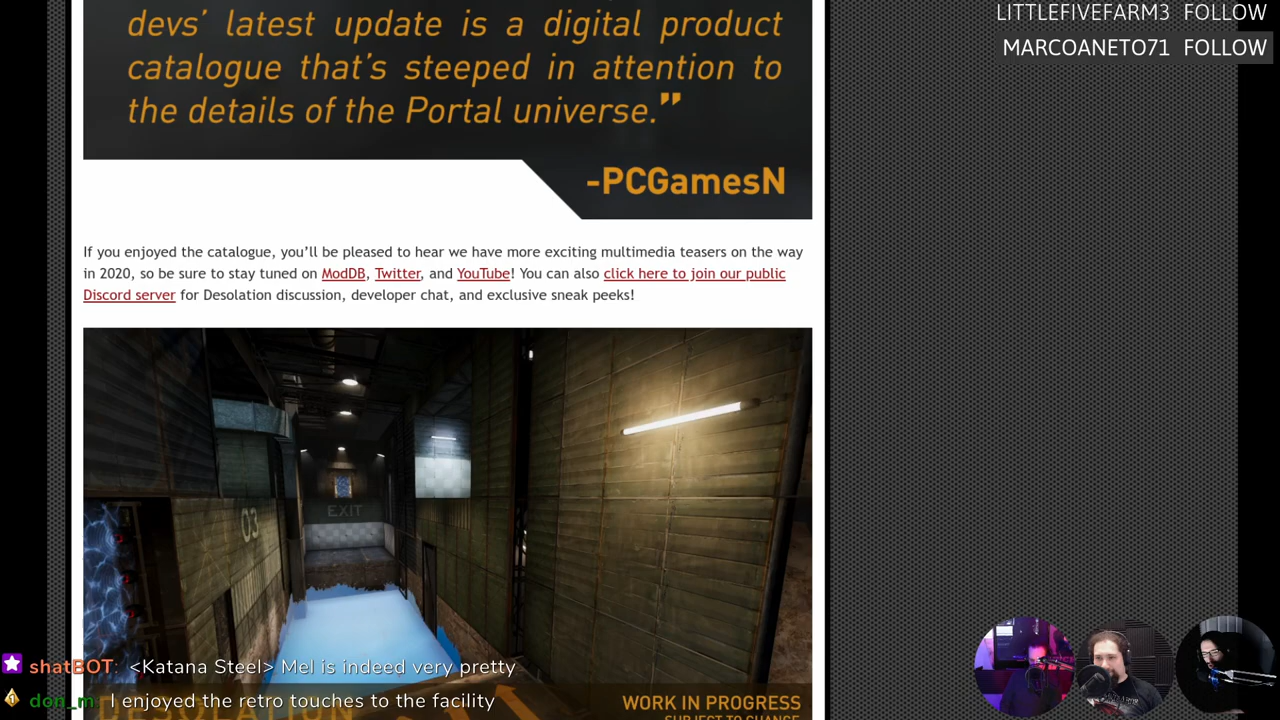 LITTLEFIVEFARM3 FOLLOW
MARCOANETO71 FOLLOW
devs' latest update is a digital product
catalogue that's steeped in attention to
the details of the Portal universe.”
-PCGamesN
If you enjoyed the catalogue, you'll be pleased to hear we have more exciting multimedia teasers on the way
in 2020, so be sure to stay tuned on ModDB, Twitter, and YouTube! You can also click here to join our public
Discord server for Desolation discussion, developer chat, and exclusive sneak peeks!
EXIT
03
shatBOT: <Katana Steel> Mel is indeed very pretty
don_m I enjoyed the retro touches to the facility
DESOLATION
WORK IN PROGRESS
SUBJECT TO CHANGE